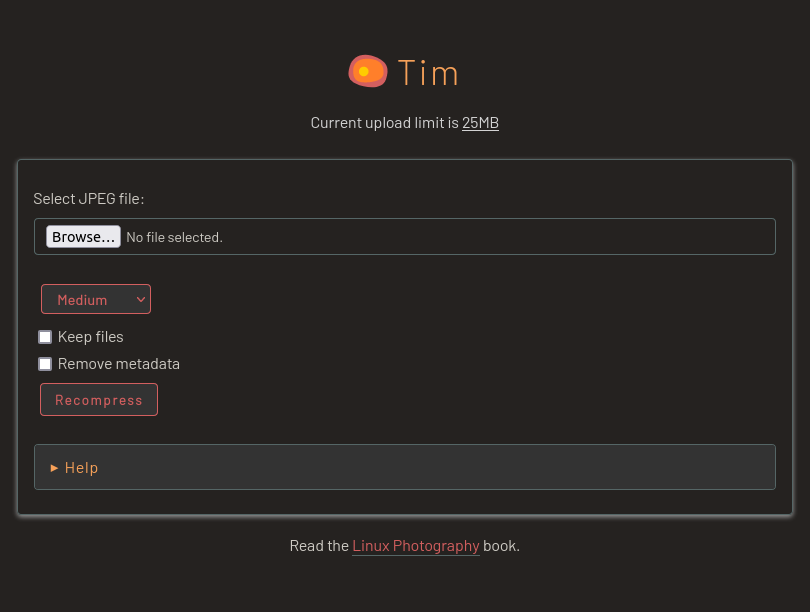 Tim
Current upload limit is 25MB
Select JPEG file:
Browse... No file selected.
Medium
Keep files
Remove metadata
Recompress
▸ Help
Read the Linux Photography book.